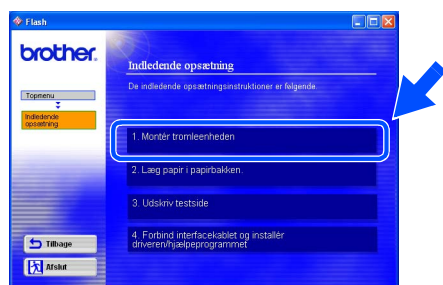 Flash
brother.
Topmenu
Indledende
opsætning
Tilbage
Afslut
Indledende opsætning
De indledende opsætningsinstruktioner er følgende.
1. Montér tromleenheden
2. Læg papir i papirbakken.
3. Udskriv testside
4. Forbind interfacekablet og installér
driveren/hjælpeprogrammet